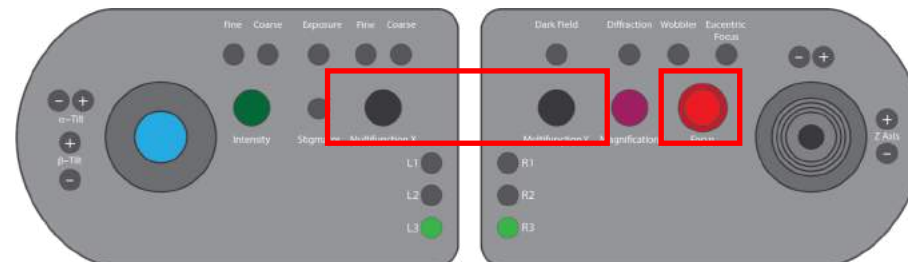 Fine Coarse Exposure Fine Coarse
Dark Field Diffraction Wobbler Eucentric
Focus
− + − +
α-Tilt
+
β-Tilt
−
Intensity Stigmator Multifunction X
Multifunction Y Magnification Focus
+
Z Axis
−
L1 R1
L2 R2
L3 R3